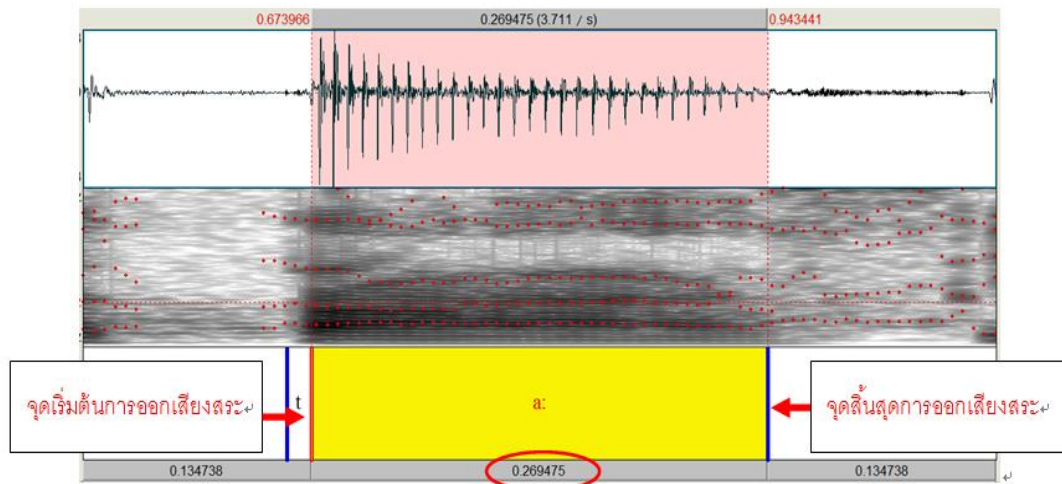 0.673966 0.269475 (3.711 / s) 0.943441
จุดเริ่มต้นการออกเสียงสระ
t
a:
จุดสิ้นสุดการออกเสียงสระ
0.134738 0.269475 0.134738